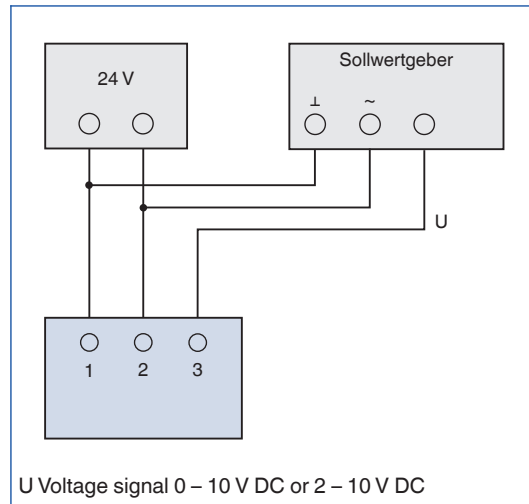 24 V
Sollwertgeber
⊥ ~
U
1 2 3
U Voltage signal 0 – 10 V DC or 2 – 10 V DC